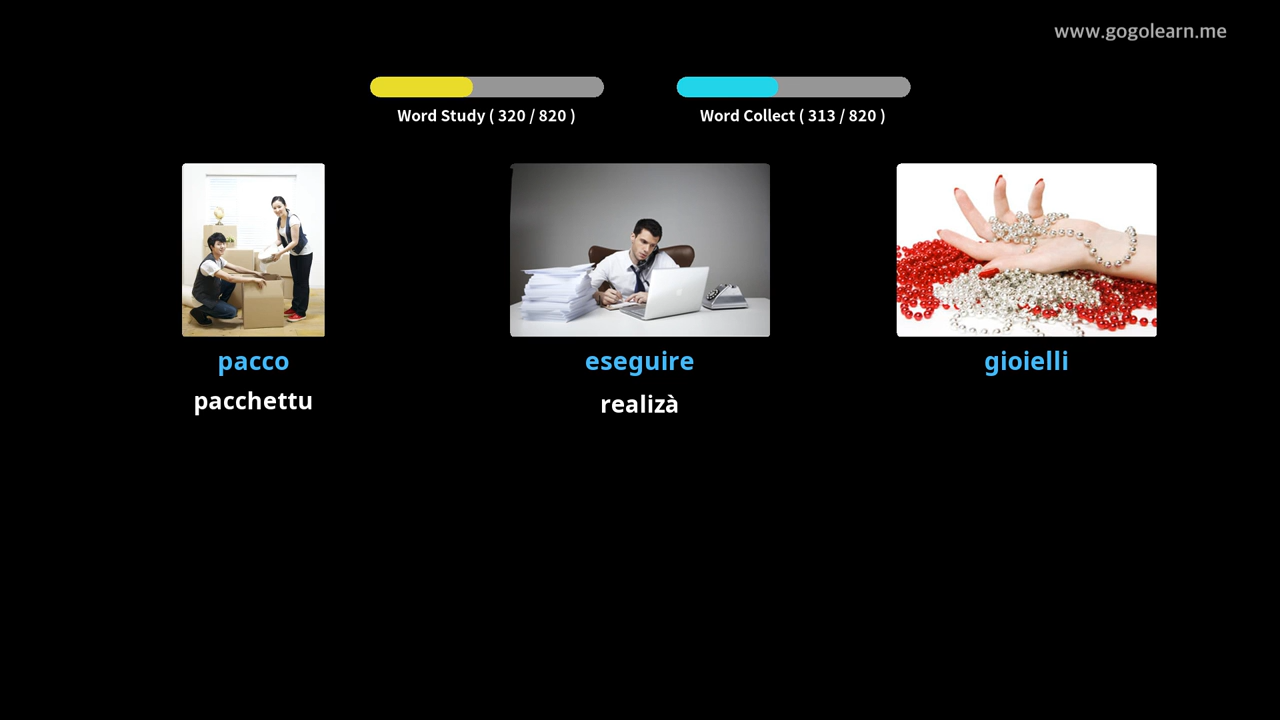 www.gogolearn.me
Word Study ( 320 / 820 )
Word Collect ( 313 / 820 )
pacco
eseguire
gioielli
pacchettu
realizà